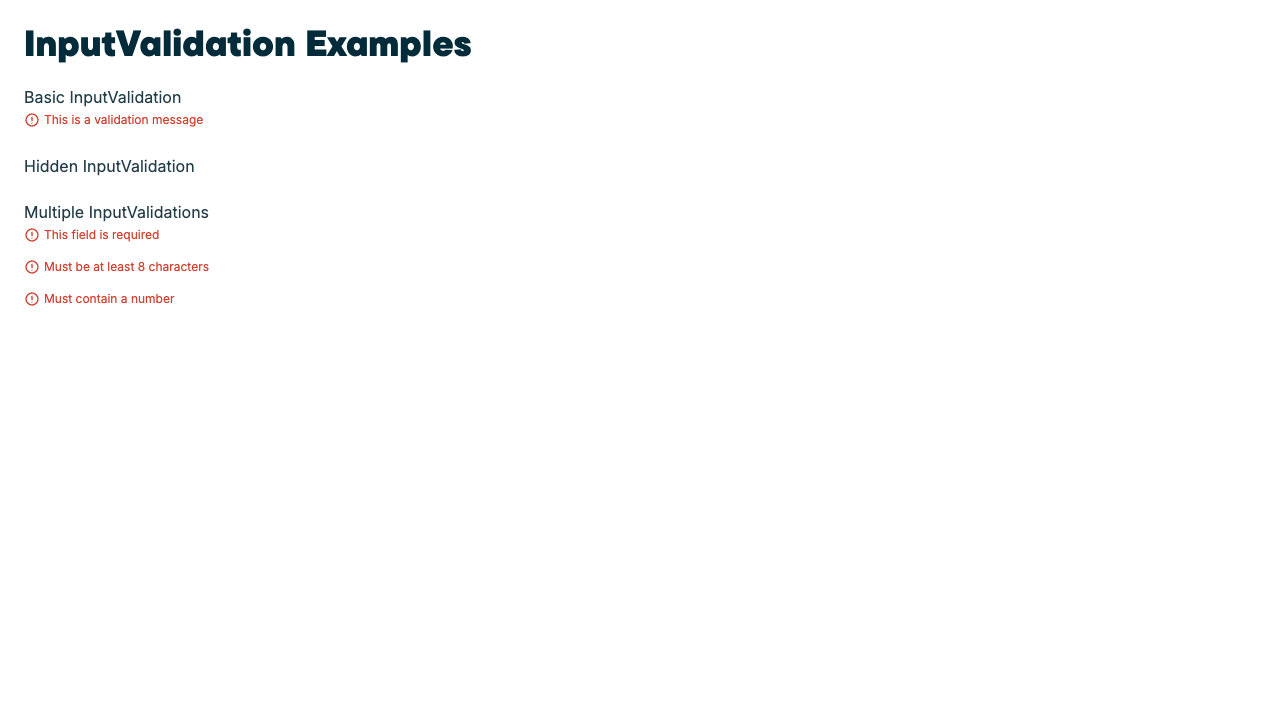 InputValidation Examples
Basic InputValidation
This is a validation message
Hidden InputValidation
Multiple InputValidations
This field is required
Must be at least 8 characters
Must contain a number